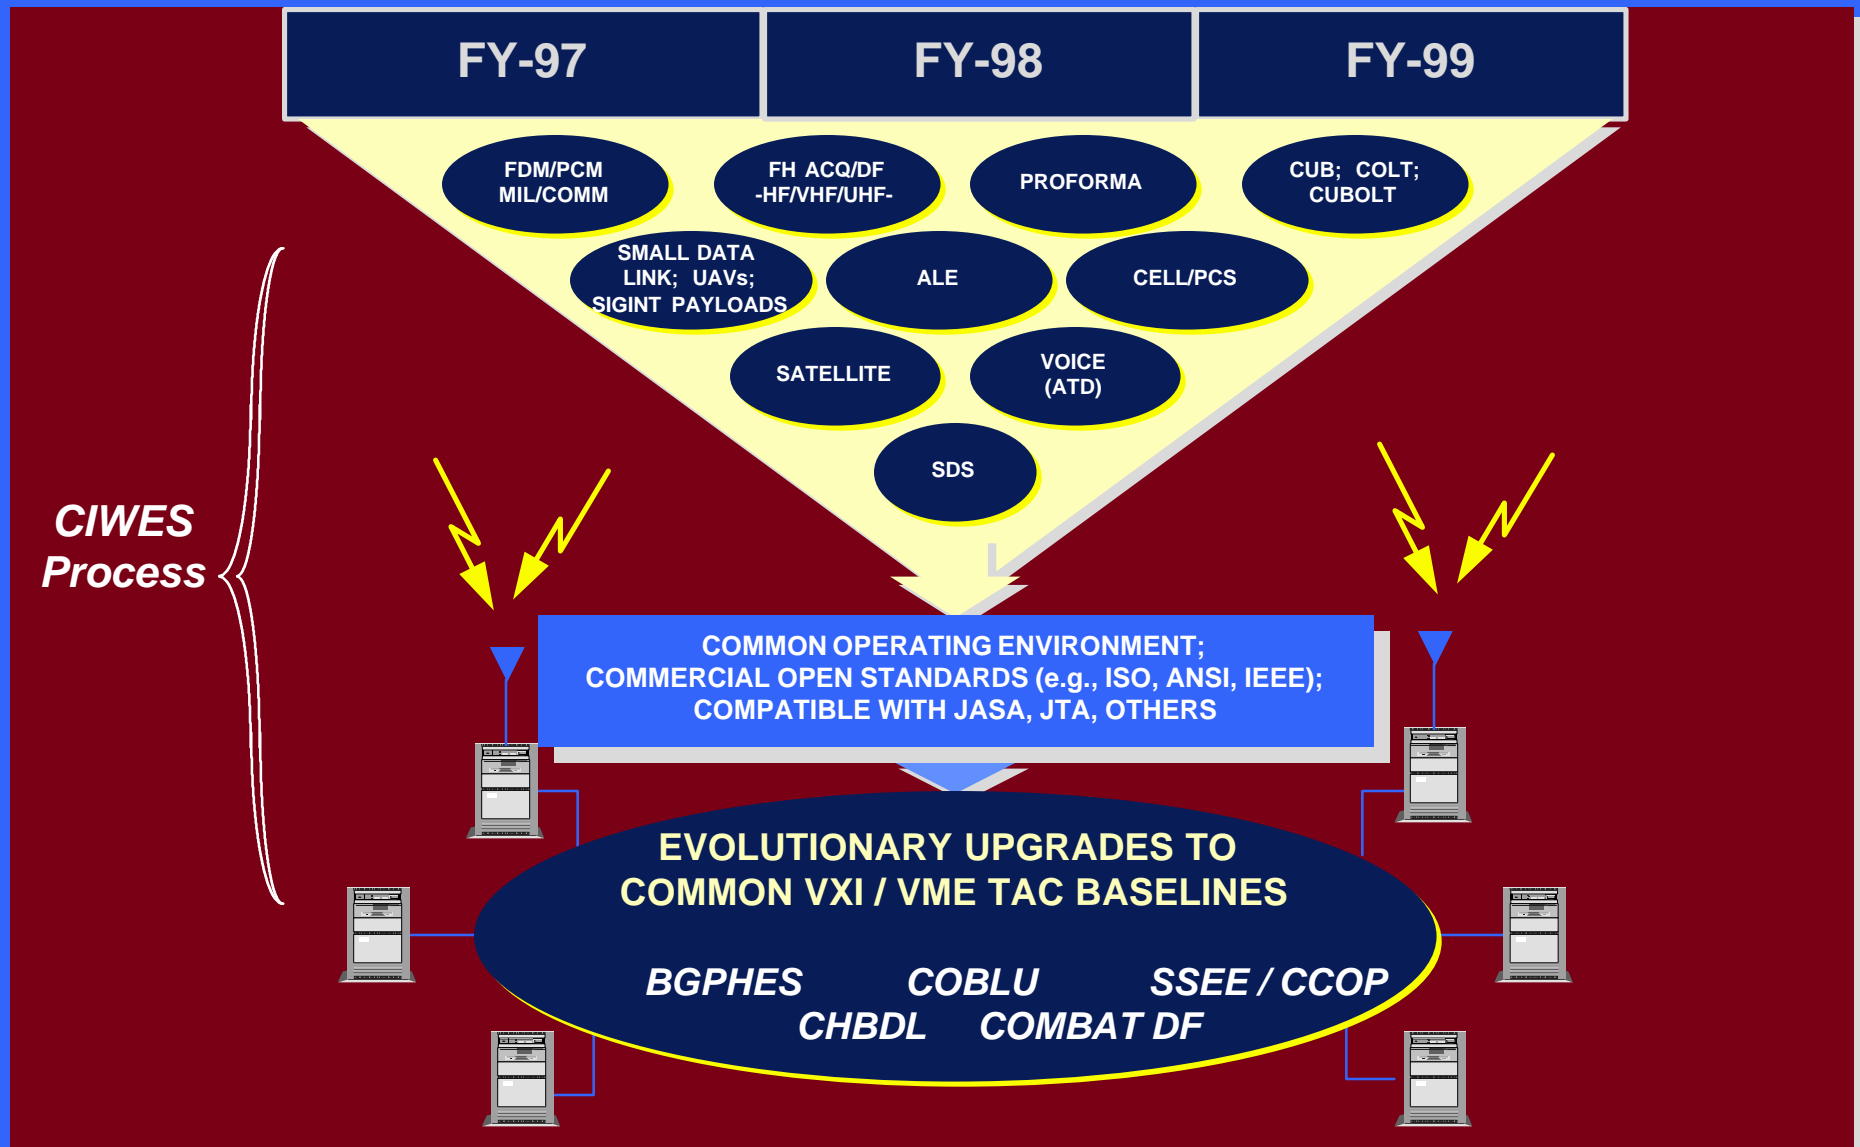 FY-97
FY-98
FY-99
FDM/PCM
MIL/COMM
FH ACQ/DF
-HF/VHF/UHF-
PROFORMA
CUB; COLT;
CUBOLT
SMALL DATA
LINK; UAVs;
SIGINT PAYLOADS
ALE
CELL/PCS
SATELLITE
VOICE
(ATD)
SDS
CIWES
Process
COMMON OPERATING ENVIRONMENT;
COMMERCIAL OPEN STANDARDS (e.g., ISO, ANSI, IEEE);
COMPATIBLE WITH JASA, JTA, OTHERS
EVOLUTIONARY UPGRADES TO
COMMON VXI / VME TAC BASELINES
BGPHES COBLU SSEE / CCOP
CHBDL COMBAT DF